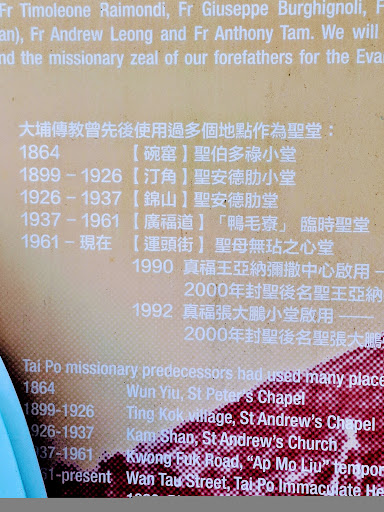 Fr Timoleone Raimondi, Fr Giuseppe Burghignoli, F
an), Fr Andrew Leong and Fr Anthony Tam. We will
nd the missionary zeal of our forefathers for the Evan
大埔傳教曾先後使用過多個地點作為聖堂：
1864 【碗窰】聖伯多祿小堂
1899－1926 【汀角】聖安德肋小堂
1926－1937 【錦山】聖安德肋堂
1937－1961 【廣福道】「鴨毛寮」 臨時聖堂
1961－現在 【運頭街】 聖母無玷之心堂
1990 真福王亞納彌撒中心啟用－
2000年封聖後名聖王亞納
1992 真福張大鵬小堂啟用 ——
2000年封聖後名聖張大鵬
Tai Po missionary predecessors had used many place
1864 Wun Yiu, St Peter's Chapel
1899-1926 Ting Kok village, St Andrew's Chapel
926-1937 Kam Shan, St Andrew's Church
37-1961 Kwong Fuk Road, "Ap Mo Liu" tempor
61-present Wan Tau Street, Tai Po Immaculate He